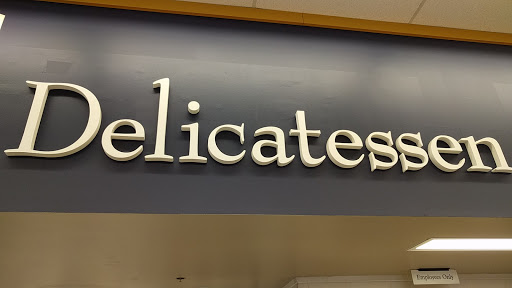 Delicatessen
Employees Only